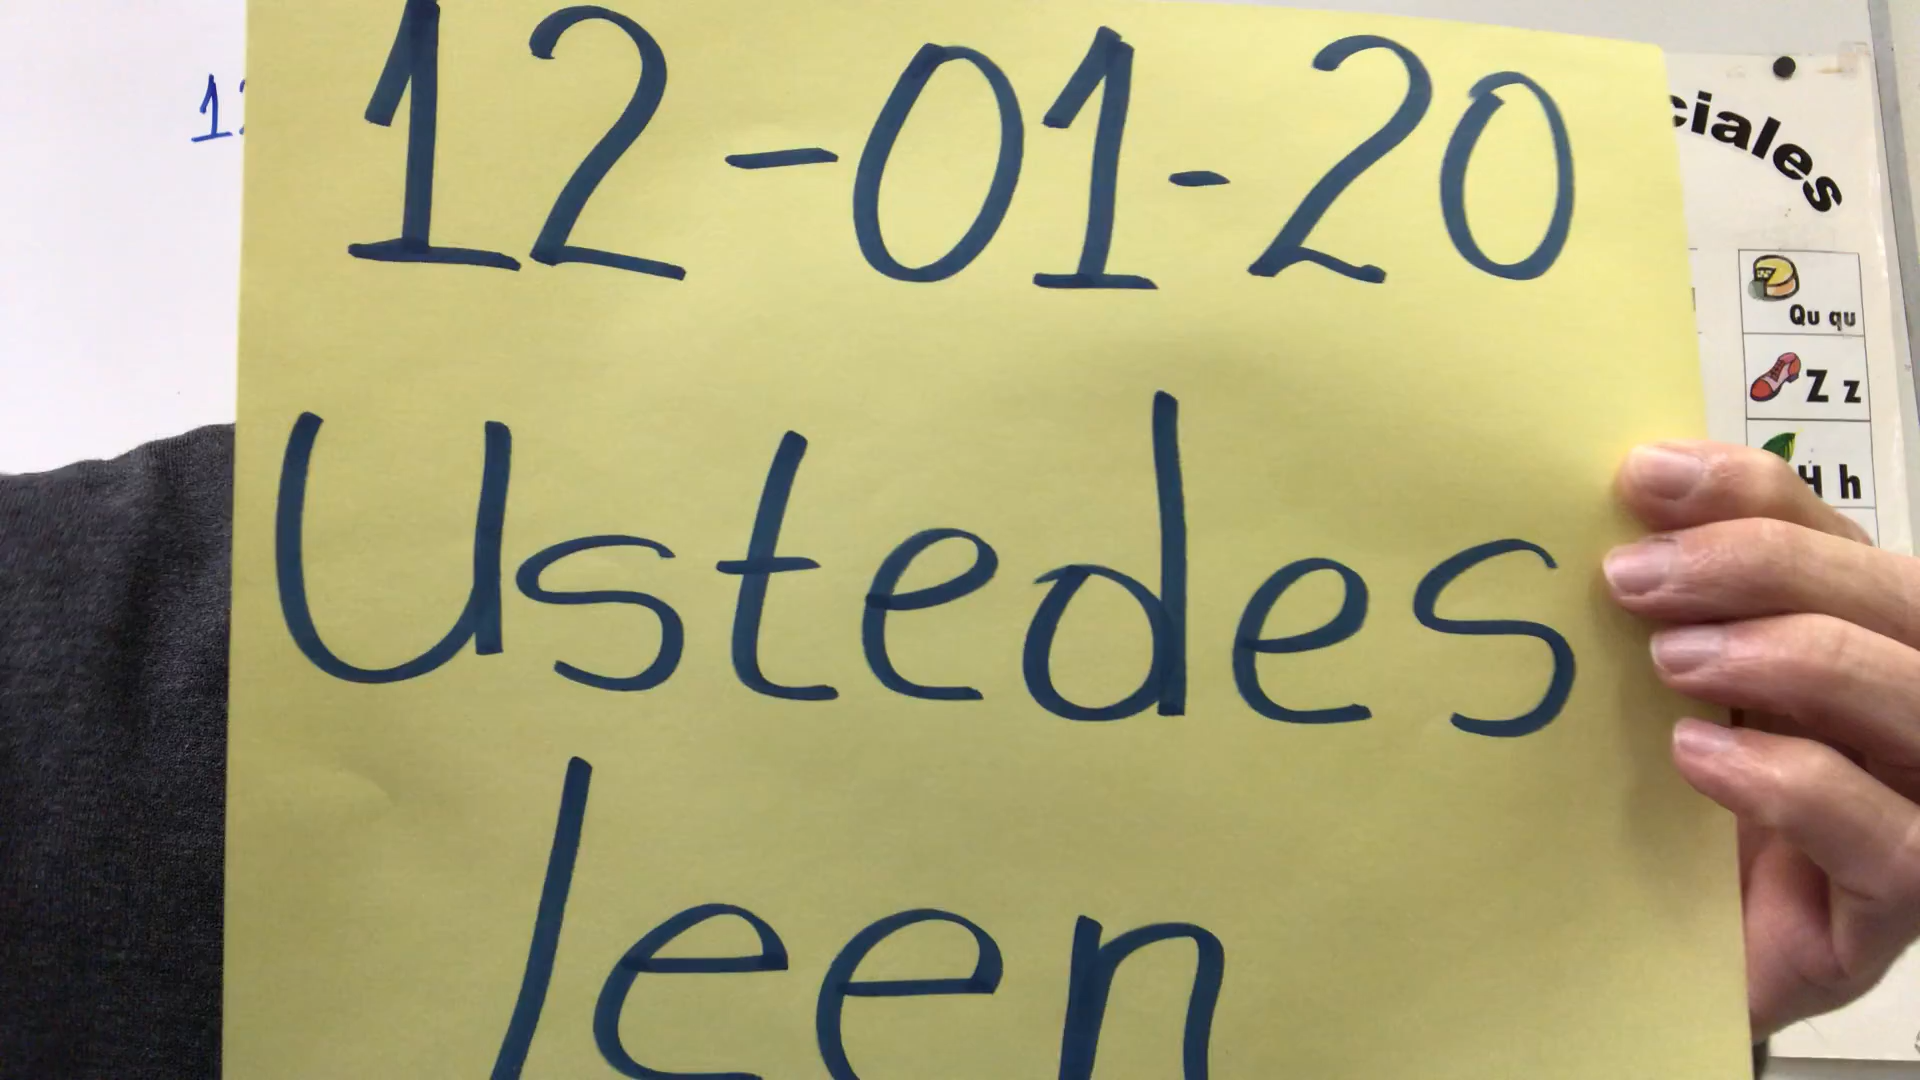 12-01-20
Ustedes
leen
ciales
Qu qu
Z z
H h